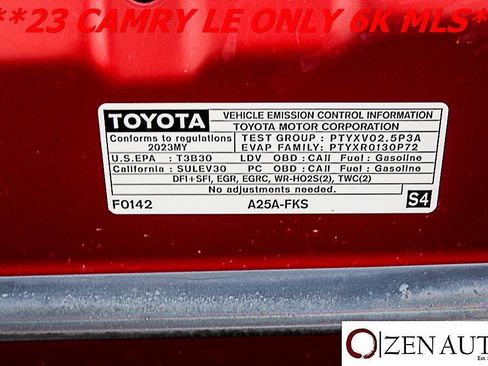 **23 CAMRY LE ONLY 6K MLS*
TOYOTA
VEHICLE EMISSION CONTROL INFORMATION
TOYOTA MOTOR CORPORATION
Conforms to regulations
2023MY
TEST GROUP : PTYXV02.5P3A
EVAP FAMILY: PTYXR0130P72
U.S.EPA : T3B30 LDV OBD : CAII Fuel : Gasoline
California : SULEV30 PC OBD : CAII Fuel : Gasoline
DFI+SFI, EGR, EGRC, WR-HO2S(2), TWC(2)
No adjustments needed.
F0142 A25A-FKS S4
ZEN AUT
Est